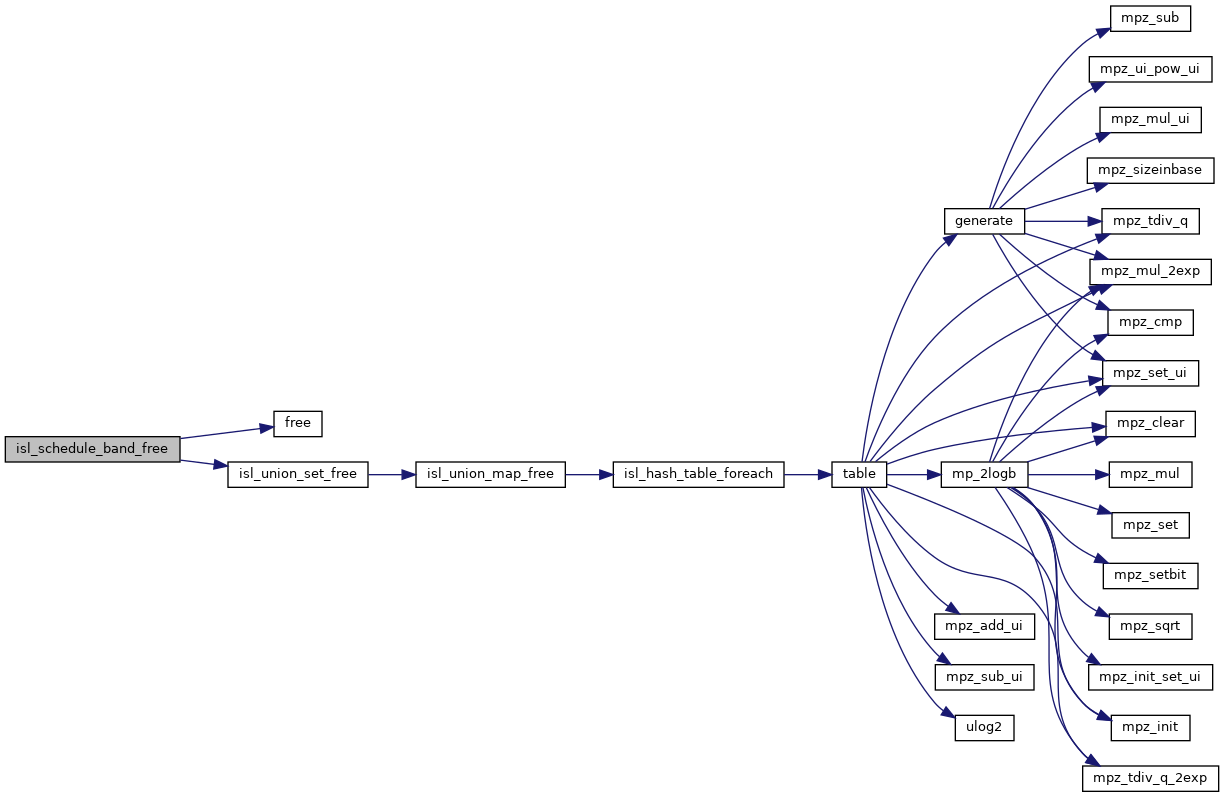 mpz_sub
mpz_ui_pow_ui
mpz_mul_ui
mpz_sizeinbase
generate
mpz_tdiv_q
mpz_mul_2exp
mpz_cmp
mpz_set_ui
free
mpz_clear
isl_schedule_band_free
isl_union_set_free
isl_union_map_free
isl_hash_table_foreach
table
mp_2logb
mpz_mul
mpz_set
mpz_setbit
mpz_add_ui
mpz_sqrt
mpz_sub_ui
mpz_init_set_ui
ulog2
mpz_init
mpz_tdiv_q_2exp